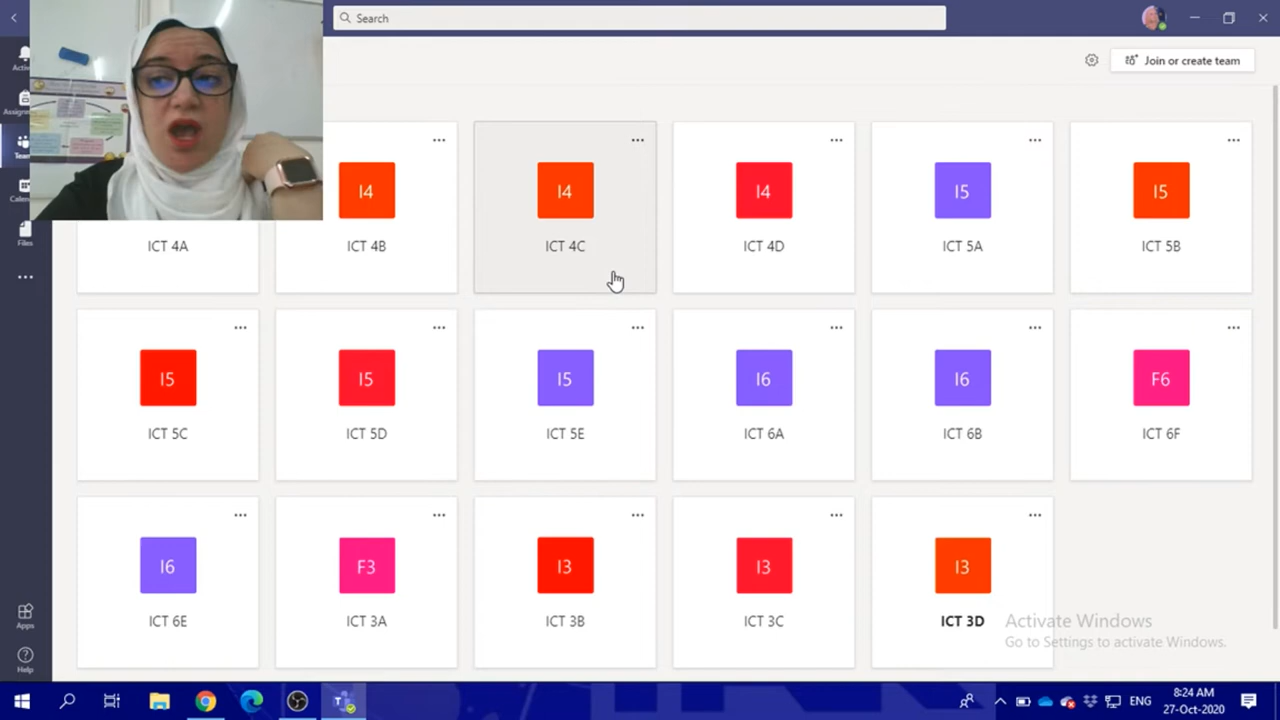 Search
Join or create team
Files
Apps
Help
I4
I4
I4
I5
I5
ICT 4A
ICT 4B
ICT 4C
ICT 4D
ICT 5A
ICT 5B
I5
I5
I5
I6
I6
F6
ICT 5C
ICT 5D
ICT 5E
ICT 6A
ICT 6B
ICT 6F
I6
F3
I3
I3
I3
ICT 6E
ICT 3A
ICT 3B
ICT 3C
ICT 3D
Activate Windows
Go to Settings to activate Windows.
ENG
8:24 AM
27-Oct-2020